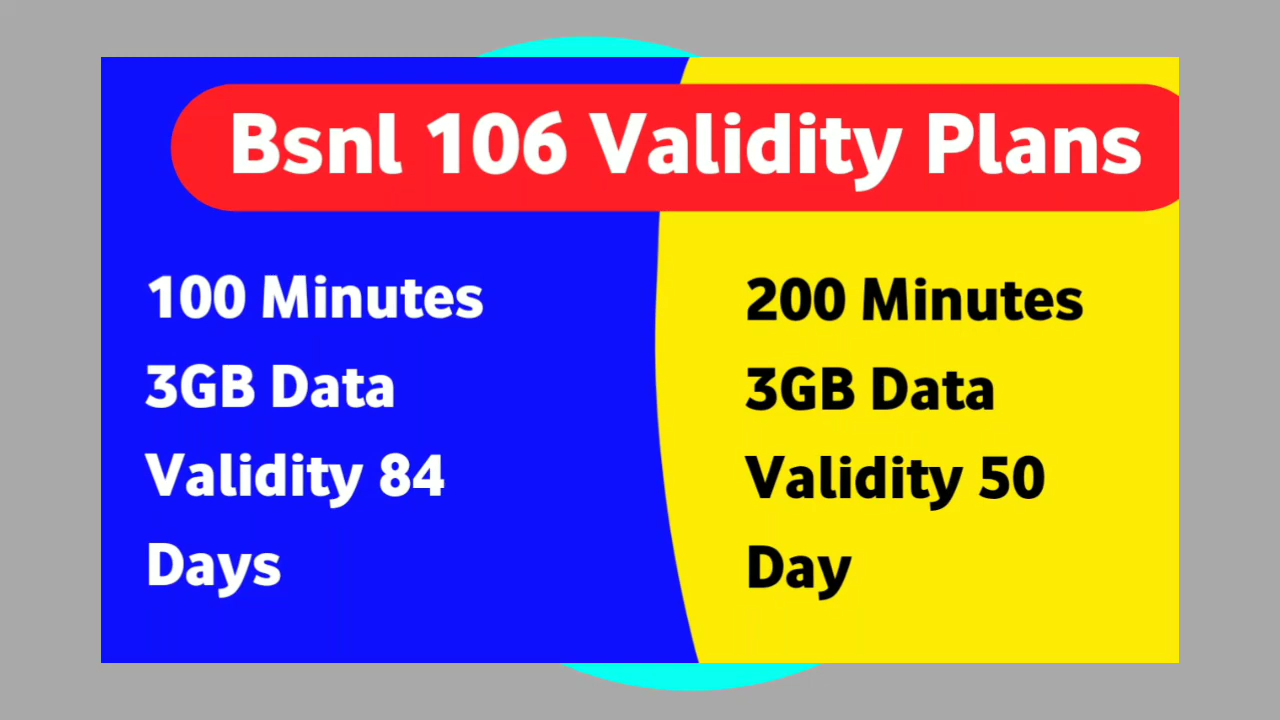 Bsnl 106 Validity Plans
100 Minutes
3GB Data
Validity 84
Days
200 Minutes
3GB Data
Validity 50
Day